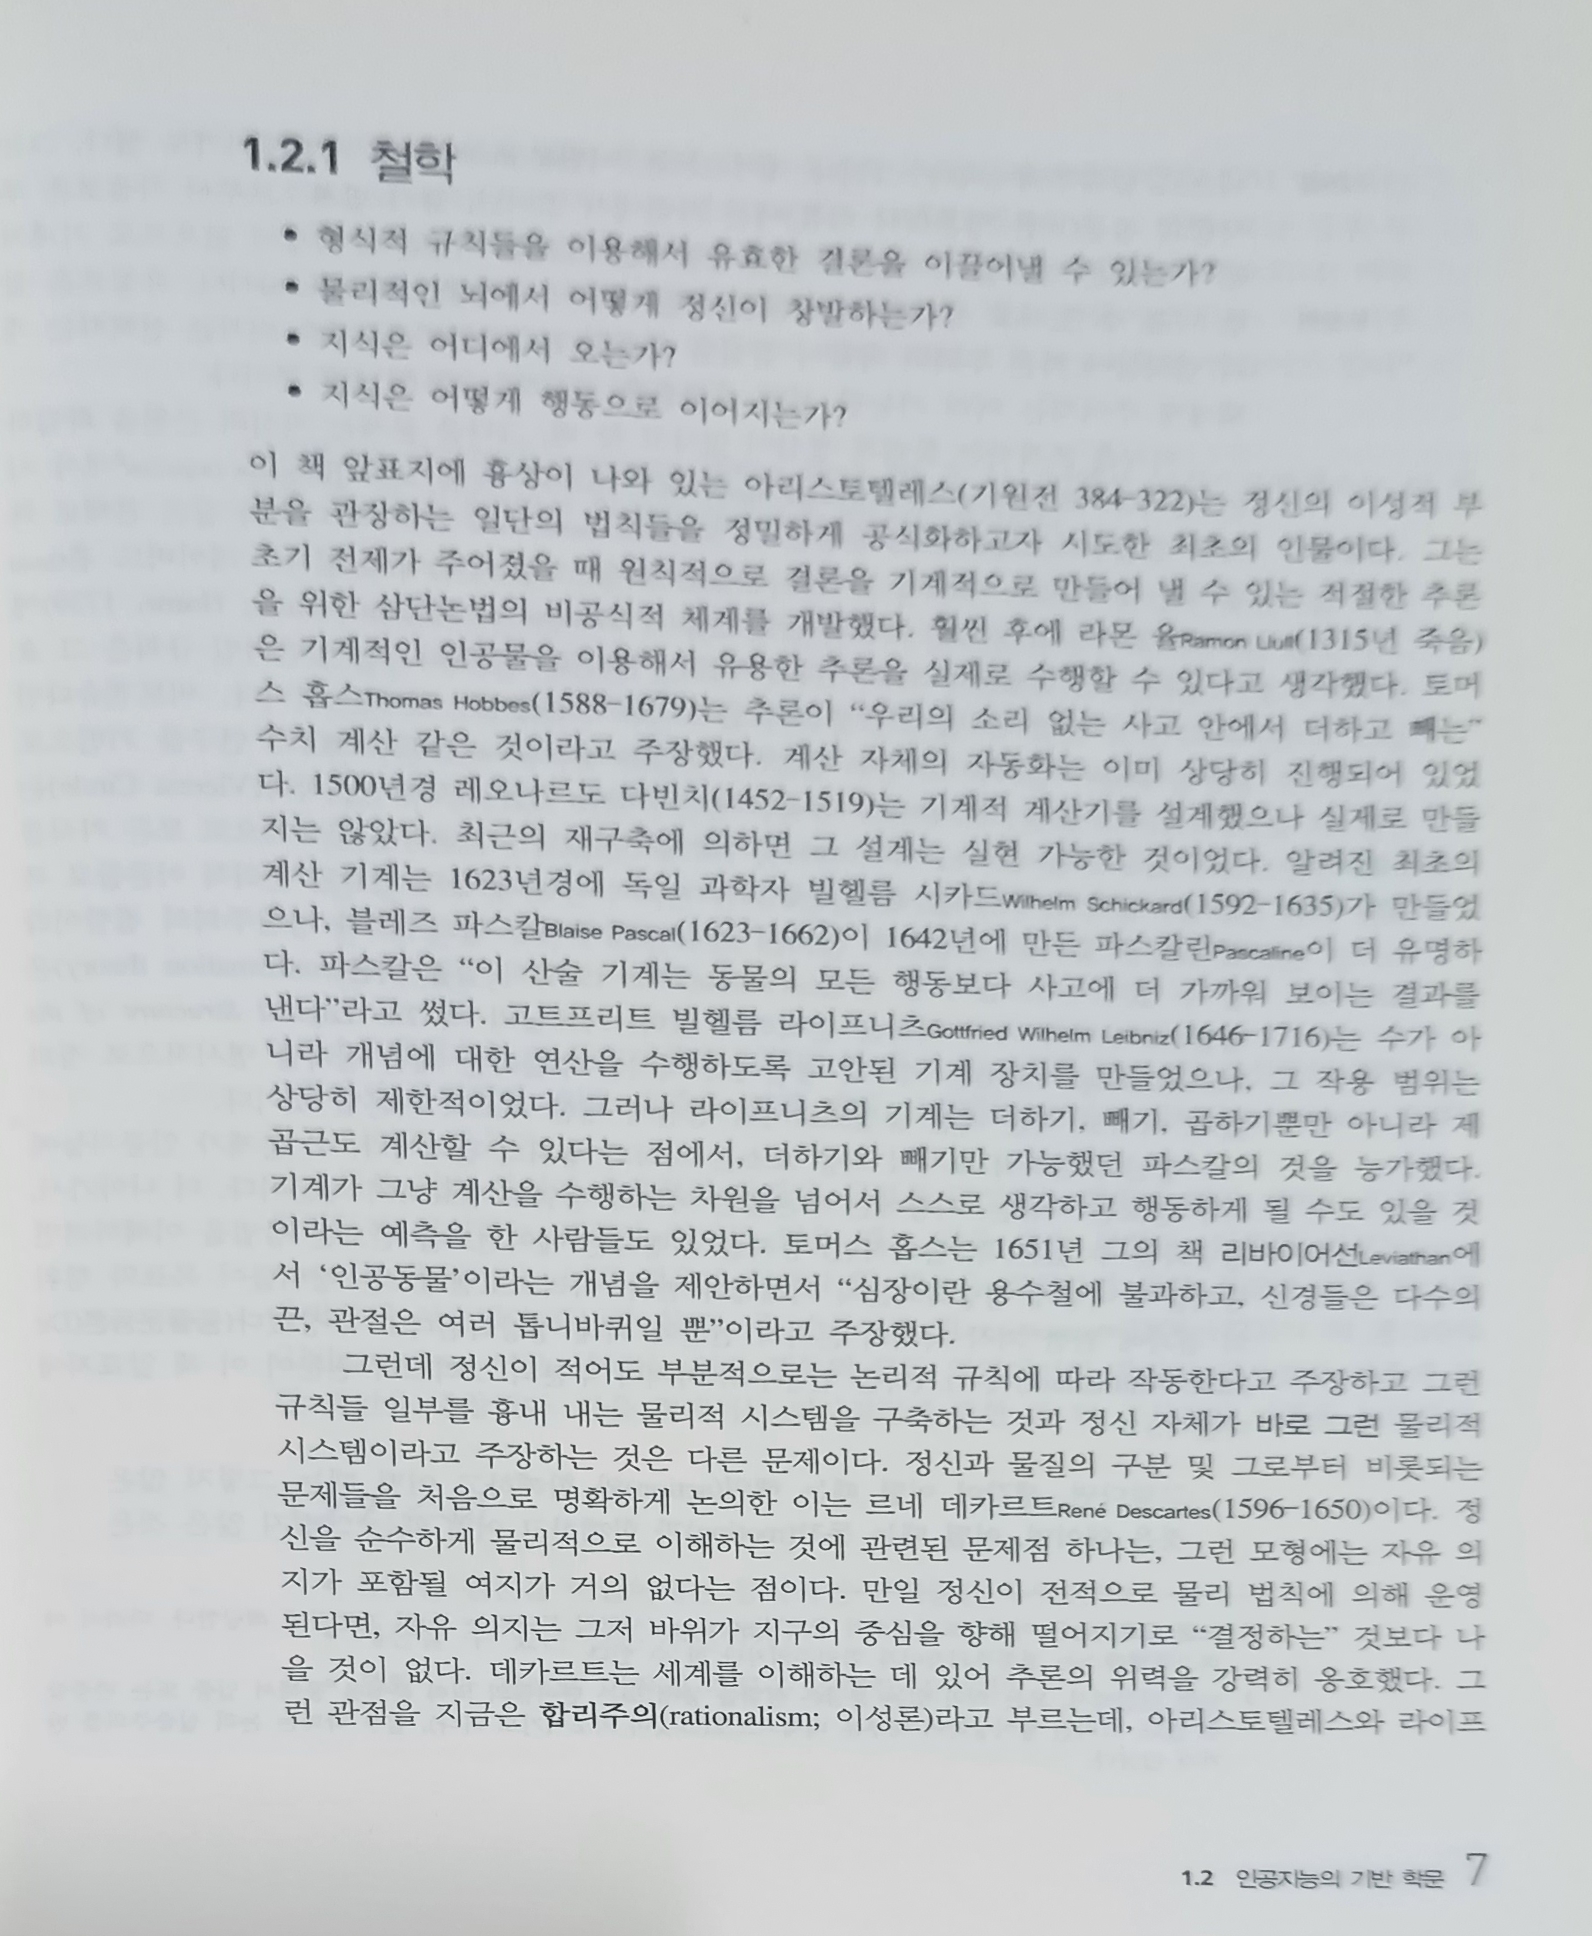 1.2.1 철학
• 형식적 규칙들을 이용해서 유효한 결론을 이끌어낼 수 있는가?
• 물리적인 뇌에서 어떻게 정신이 창발하는가?
• 지식은 어디에서 오는가?
• 지식은 어떻게 행동으로 이어지는가?
이 책 앞표지에 흉상이 나와 있는 아리스토텔레스(기원전 384-322)는 정신의 이성적 부
분을 관장하는 일단의 법칙들을 정밀하게 공식화하고자 시도한 최초의 인물이다. 그는
초기 전제가 주어졌을 때 원칙적으로 결론을 기계적으로 만들어 낼 수 있는 적절한 추론
을 위한 삼단논법의 비공식적 체계를 개발했다. 훨씬 후에 라몬 율Ramon Llull(1315년 죽음)
은 기계적인 인공물을 이용해서 유용한 추론을 실제로 수행할 수 있다고 생각했다. 토머
스 홉스Thomas Hobbes(1588-1679)는 추론이 “우리의 소리 없는 사고 안에서 더하고 빼는”
수치 계산 같은 것이라고 주장했다. 계산 자체의 자동화는 이미 상당히 진행되어 있었
다. 1500년경 레오나르도 다빈치(1452-1519)는 기계적 계산기를 설계했으나 실제로 만들
지는 않았다. 최근의 재구축에 의하면 그 설계는 실현 가능한 것이었다. 알려진 최초의
계산 기계는 1623년경에 독일 과학자 빌헬름 시카드Wilhelm Schickard(1592-1635)가 만들었
으나, 블레즈 파스칼Blaise Pascal(1623-1662)이 1642년에 만든 파스칼린Pascaline이 더 유명하
다. 파스칼은 “이 산술 기계는 동물의 모든 행동보다 사고에 더 가까워 보이는 결과를
낸다”라고 썼다. 고트프리트 빌헬름 라이프니츠Gottfried Wilhelm Leibniz(1646-1716)는 수가 아
니라 개념에 대한 연산을 수행하도록 고안된 기계 장치를 만들었으나, 그 작용 범위는
상당히 제한적이었다. 그러나 라이프니츠의 기계는 더하기, 빼기, 곱하기뿐만 아니라 제
곱근도 계산할 수 있다는 점에서, 더하기와 빼기만 가능했던 파스칼의 것을 능가했다.
기계가 그냥 계산을 수행하는 차원을 넘어서 스스로 생각하고 행동하게 될 수도 있을 것
이라는 예측을 한 사람들도 있었다. 토머스 홉스는 1651년 그의 책 리바이어선Leviathan에
서 ‘인공동물’이라는 개념을 제안하면서 “심장이란 용수철에 불과하고, 신경들은 다수의
끈, 관절은 여러 톱니바퀴일 뿐”이라고 주장했다.
그런데 정신이 적어도 부분적으로는 논리적 규칙에 따라 작동한다고 주장하고 그런
규칙들 일부를 흉내 내는 물리적 시스템을 구축하는 것과 정신 자체가 바로 그런 물리적
시스템이라고 주장하는 것은 다른 문제이다. 정신과 물질의 구분 및 그로부터 비롯되는
문제들을 처음으로 명확하게 논의한 이는 르네 데카르트René Descartes(1596-1650)이다. 정
신을 순수하게 물리적으로 이해하는 것에 관련된 문제점 하나는, 그런 모형에는 자유 의
지가 포함될 여지가 거의 없다는 점이다. 만일 정신이 전적으로 물리 법칙에 의해 운영
된다면, 자유 의지는 그저 바위가 지구의 중심을 향해 떨어지기로 “결정하는” 것보다 나
을 것이 없다. 데카르트는 세계를 이해하는 데 있어 추론의 위력을 강력히 옹호했다. 그
런 관점을 지금은 합리주의(rationalism; 이성론)라고 부르는데, 아리스토텔레스와 라이프
1.2 인공지능의 기반 학문 7